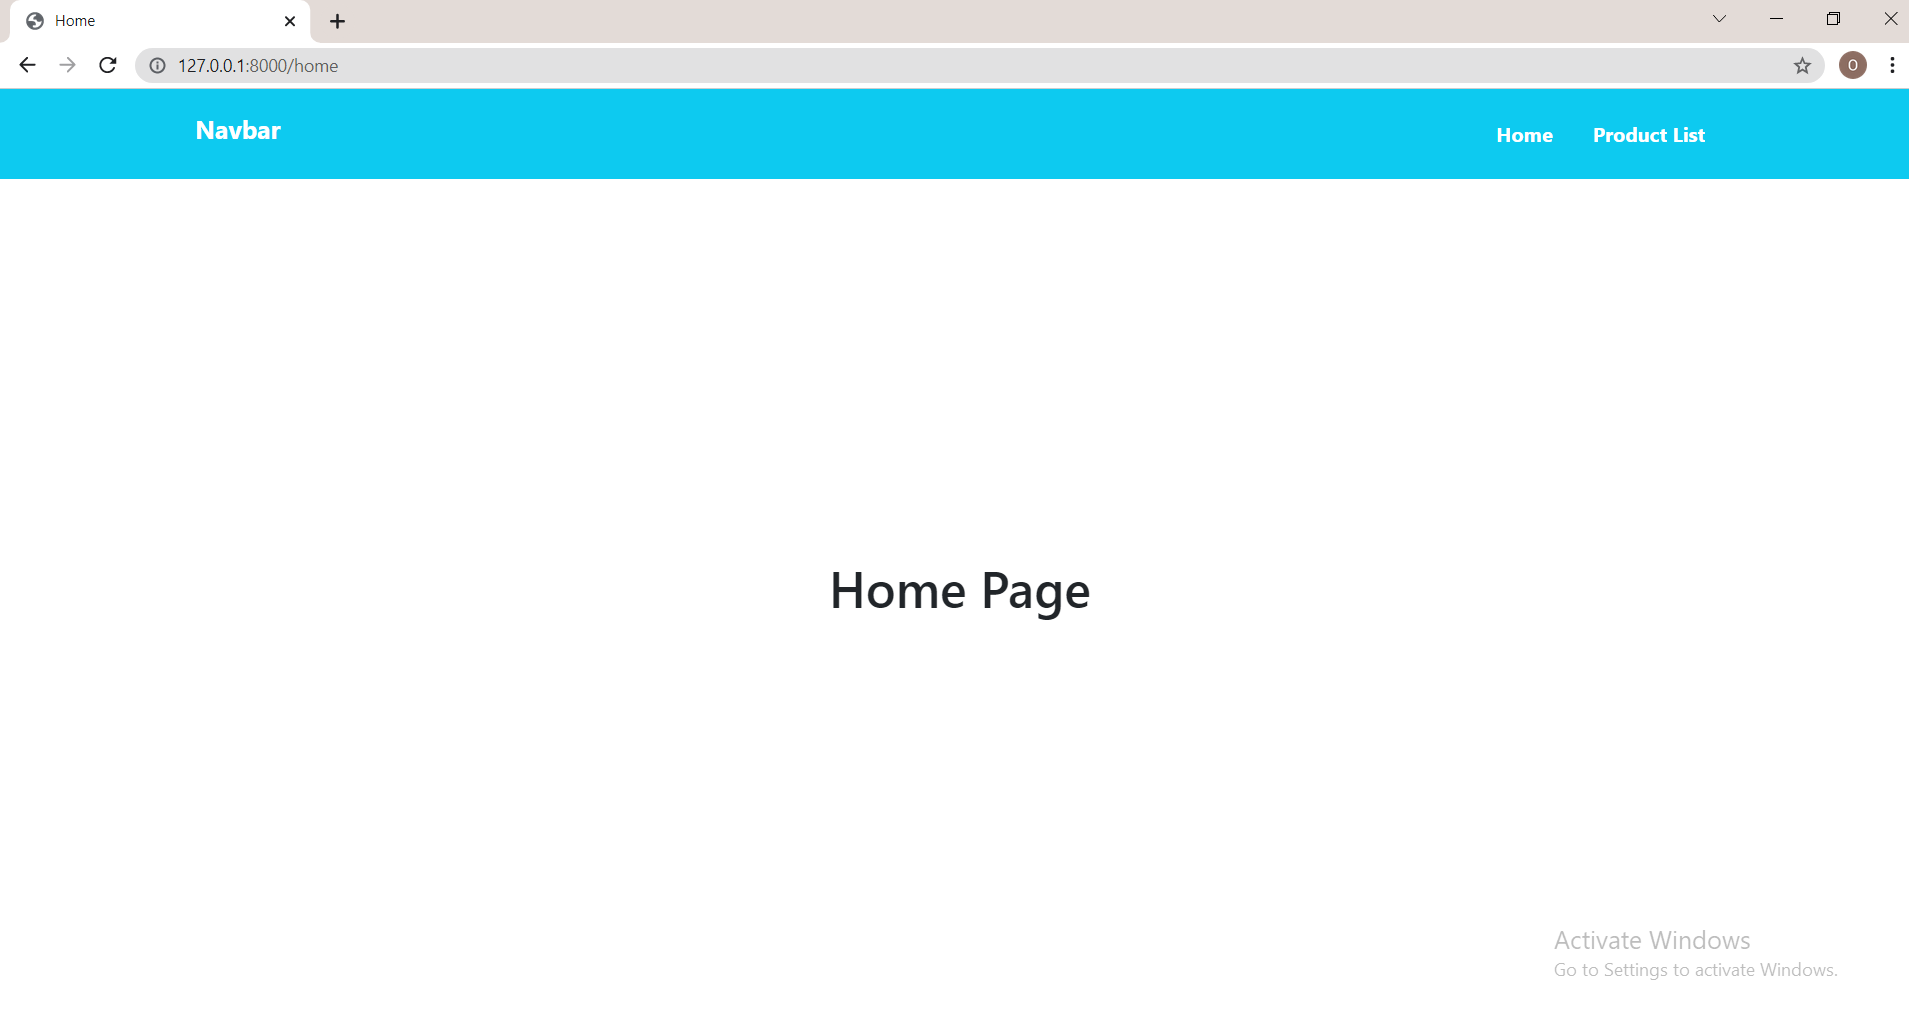 Home
127.0.0.1:8000/home
O
Navbar
Home
Product List
Home Page
Activate Windows
Go to Settings to activate Windows.